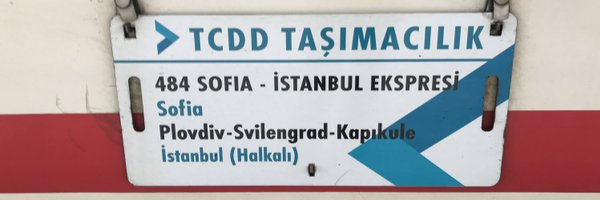 TCDD TAŞIMACILIK
484 SOFIA - İSTANBUL EKSPRESİ
Sofia
Plovdiv-Svilengrad-Kapıkule
İstanbul (Halkalı)